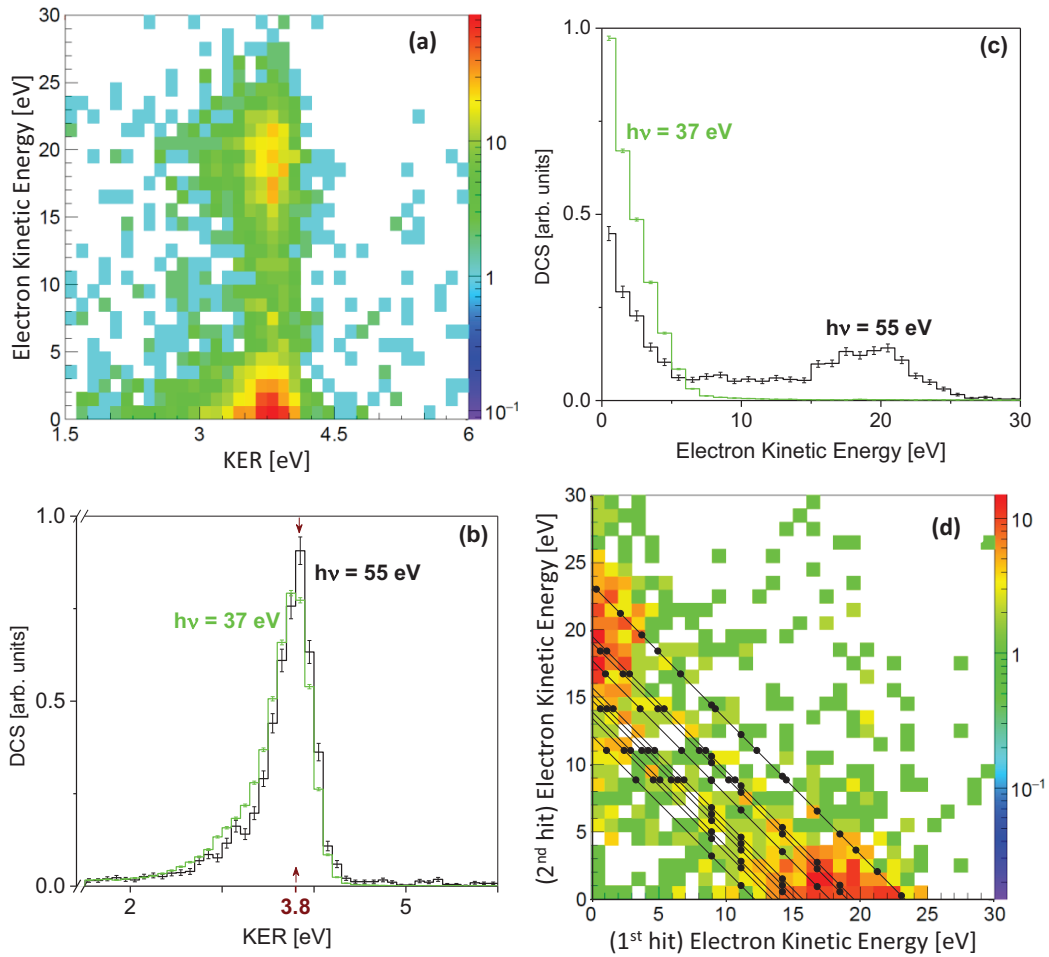 (a)
Electron Kinetic Energy [eV]
30
25
20
15
10
5
0
1.5
3
4.5
6
KER [eV]
10
1
10⁻¹
(c)
DCS [arb. units]
1.0
0.5
0.0
hν = 37 eV
hν = 55 eV
0
10
20
30
Electron Kinetic Energy [eV]
(b)
DCS [arb. units]
1.0
0.5
0.0
hν = 55 eV
hν = 37 eV
2
3.8
5
KER [eV]
(d)
(2nd hit) Electron Kinetic Energy [eV]
30
25
20
15
10
5
0
0
5
10
15
20
25
30
(1st hit) Electron Kinetic Energy [eV]
10
1
10⁻¹